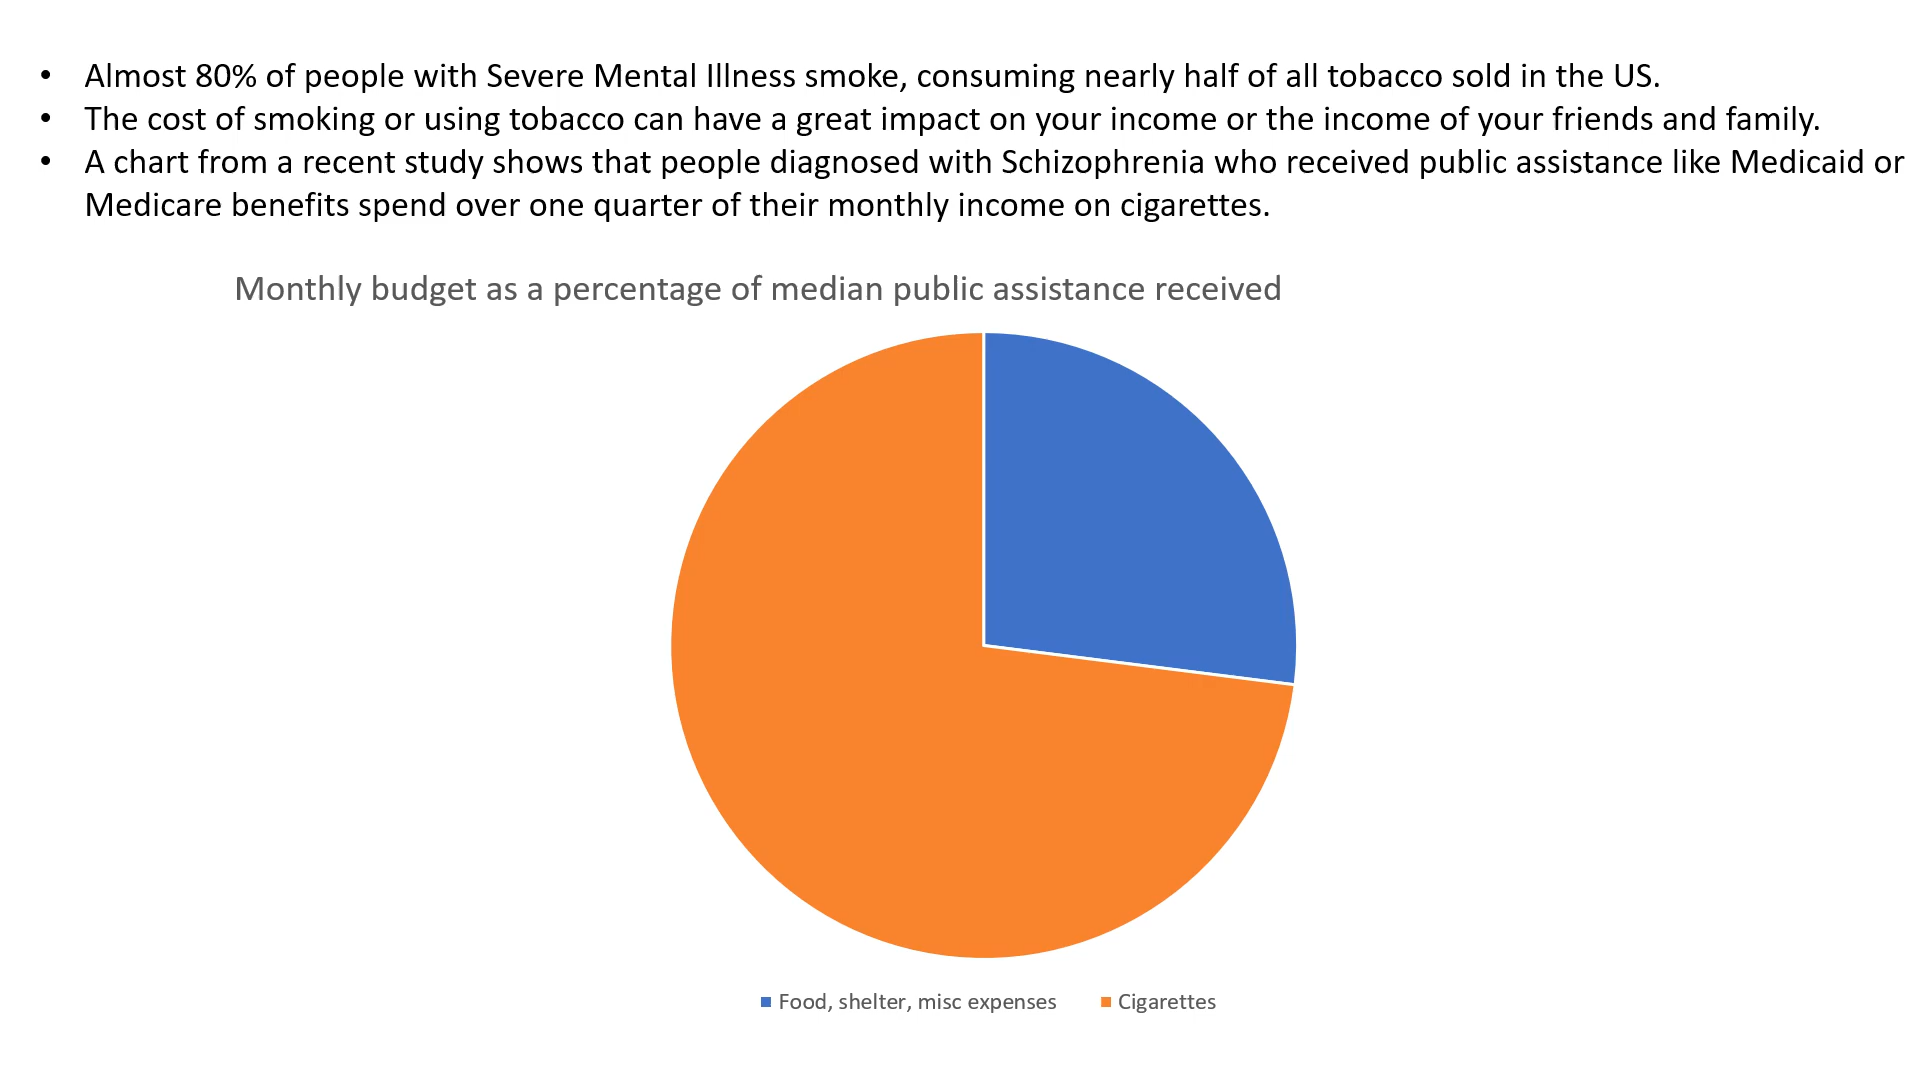 • Almost 80% of people with Severe Mental Illness smoke, consuming nearly half of all tobacco sold in the US.
• The cost of smoking or using tobacco can have a great impact on your income or the income of your friends and family.
• A chart from a recent study shows that people diagnosed with Schizophrenia who received public assistance like Medicaid or
Medicare benefits spend over one quarter of their monthly income on cigarettes.
Monthly budget as a percentage of median public assistance received
Food, shelter, misc expenses Cigarettes